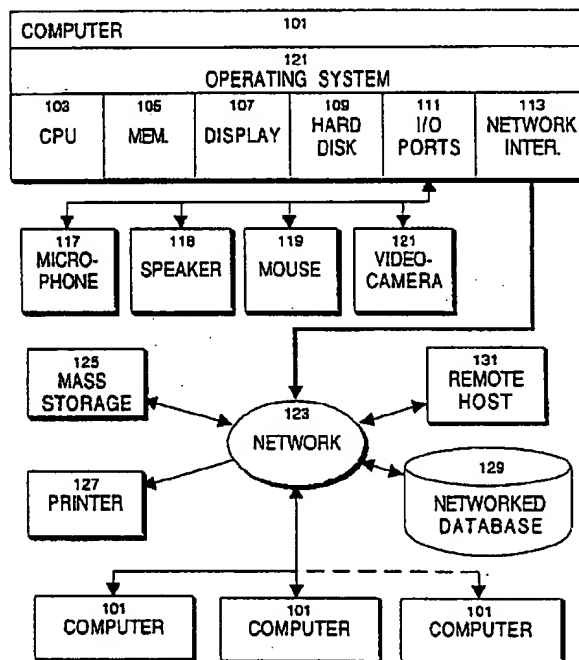 COMPUTER 101
121
OPERATING SYSTEM
103 105 107 109 111 113
CPU MEM. DISPLAY HARD DISK I/O PORTS NETWORK INTER.
117
MICRO-
PHONE
118
SPEAKER
119
MOUSE
121
VIDEO-
CAMERA
125
MASS
STORAGE
131
REMOTE
HOST
123
NETWORK
127
PRINTER
129
NETWORKED
DATABASE
101
COMPUTER
101
COMPUTER
101
COMPUTER